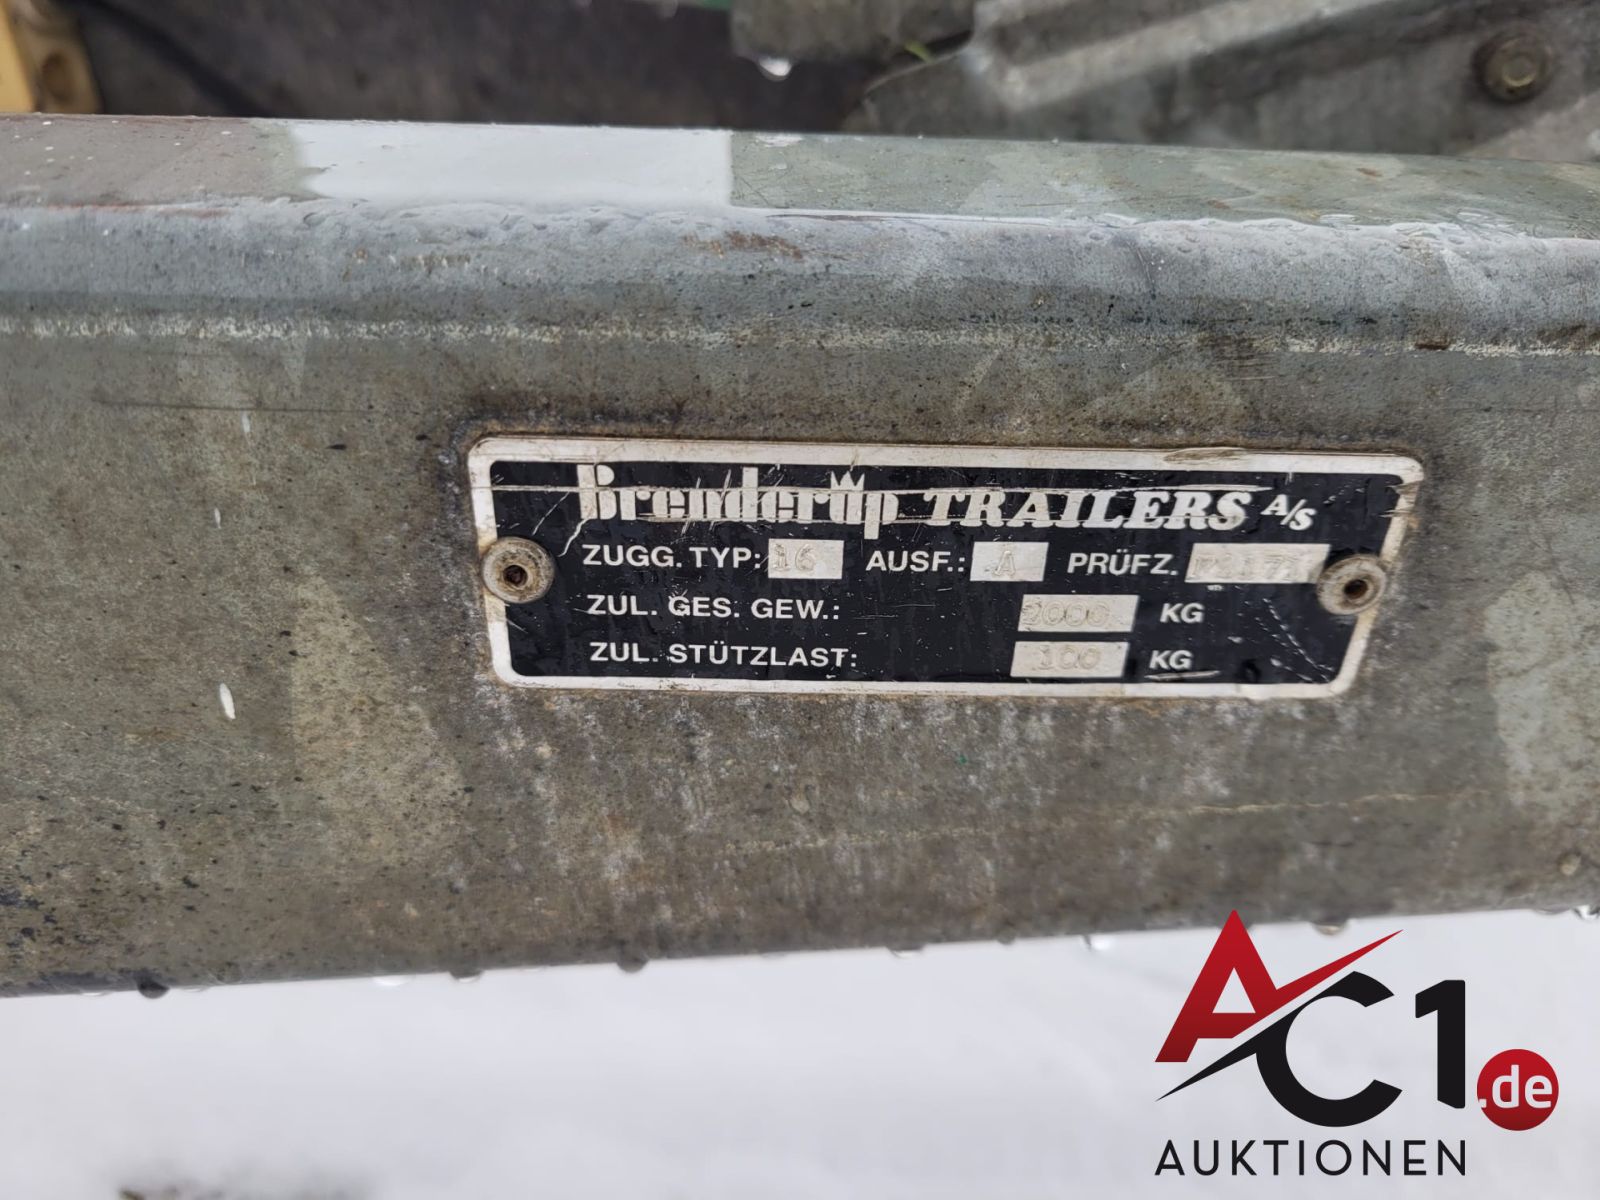 Brenderup TRAILERS A/S
ZUGG. TYP: 16 AUSF.: A PRÜFZ.
ZUL. GES. GEW.: 2000 KG
ZUL. STÜTZLAST: 100 KG
AC1.de
AUKTIONEN